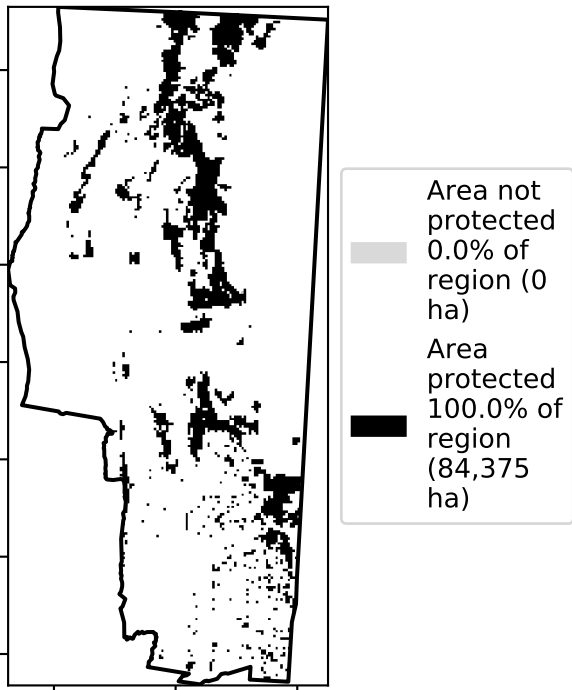 Area not
protected
0.0% of
region (0
ha)
Area
protected
100.0% of
region
(84,375
ha)